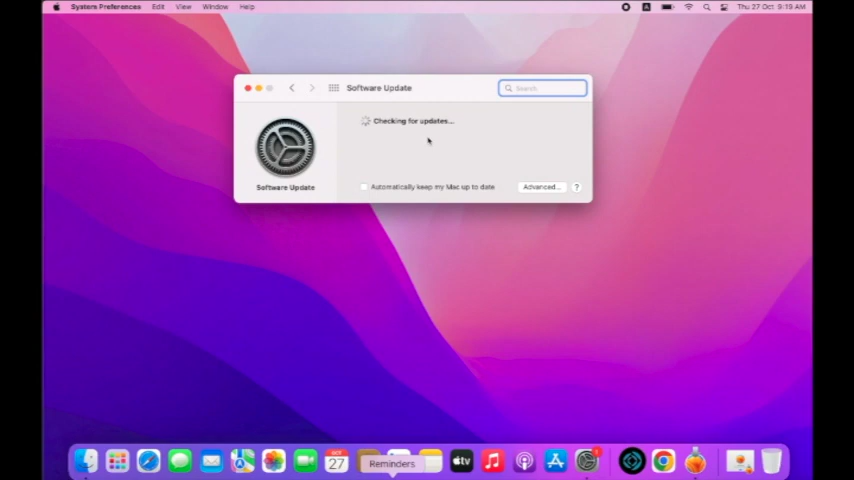 System Preferences Edit View Window Help
A Thu 27 Oct 9:19 AM
Software Update
Search
Checking for updates...
Software Update
Automatically keep my Mac up to date
Advanced...
?
OCT
27
tv
Reminders